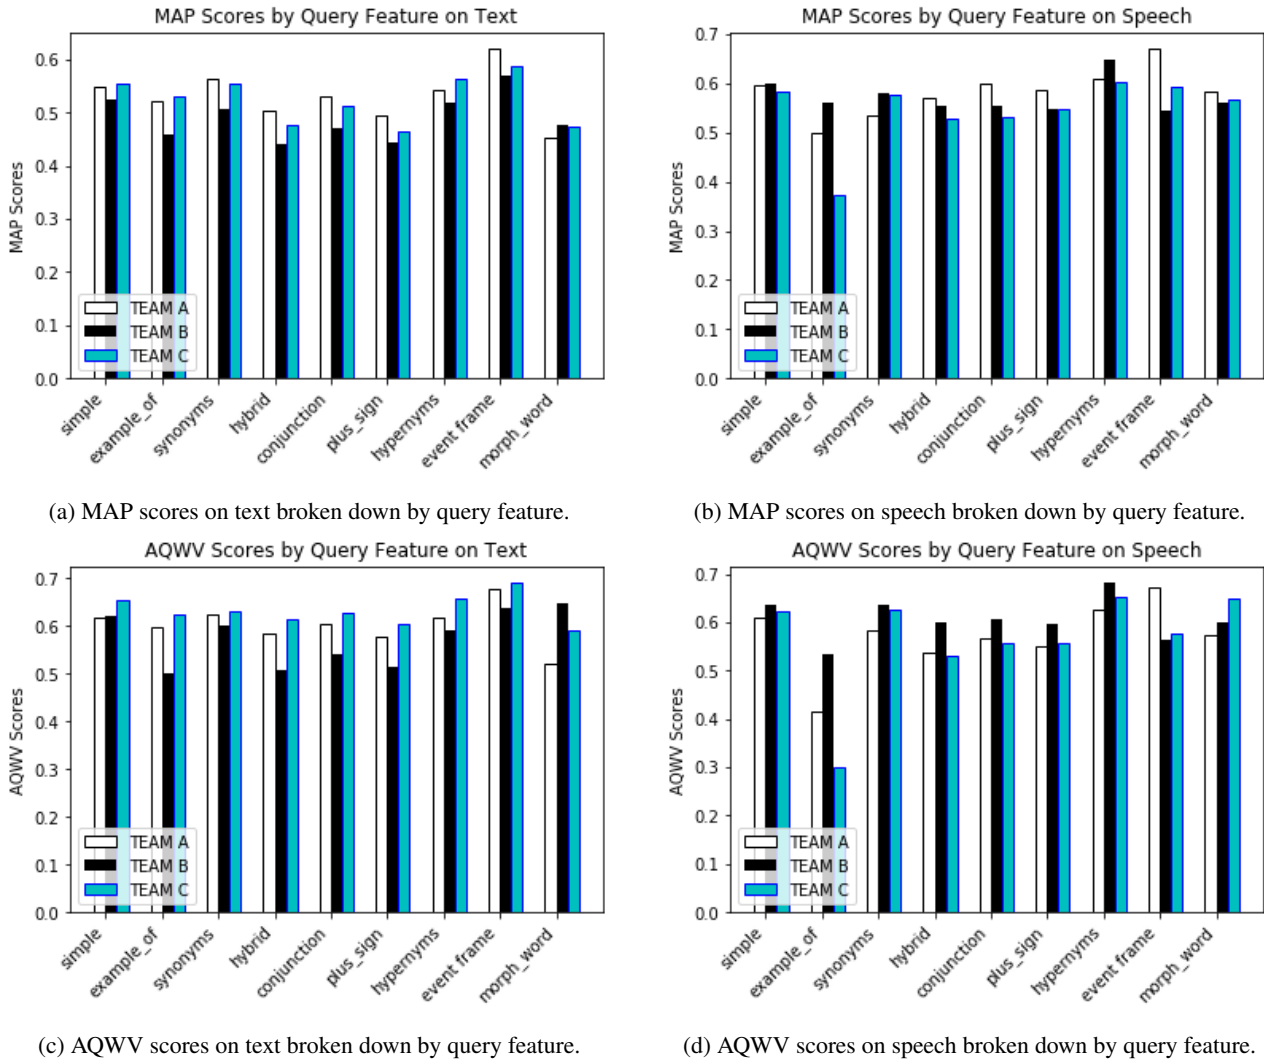 MAP Scores by Query Feature on Text
MAP Scores
0.6
0.5
0.4
0.3
0.2
0.1
0.0
TEAM A
TEAM B
TEAM C
simple
example_of
synonyms
hybrid
conjunction
plus_sign
hypernyms
event frame
morph_word
(a) MAP scores on text broken down by query feature.
MAP Scores by Query Feature on Speech
MAP Scores
0.7
0.6
0.5
0.4
0.3
0.2
0.1
0.0
TEAM A
TEAM B
TEAM C
simple
example_of
synonyms
hybrid
conjunction
plus_sign
hypernyms
event frame
morph_word
(b) MAP scores on speech broken down by query feature.
AQWV Scores by Query Feature on Text
AQWV Scores
0.7
0.6
0.5
0.4
0.3
0.2
0.1
0.0
TEAM A
TEAM B
TEAM C
simple
example_of
synonyms
hybrid
conjunction
plus_sign
hypernyms
event frame
morph_word
(c) AQWV scores on text broken down by query feature.
AQWV Scores by Query Feature on Speech
AQWV Scores
0.7
0.6
0.5
0.4
0.3
0.2
0.1
0.0
TEAM A
TEAM B
TEAM C
simple
example_of
synonyms
hybrid
conjunction
plus_sign
hypernyms
event frame
morph_word
(d) AQWV scores on speech broken down by query feature.